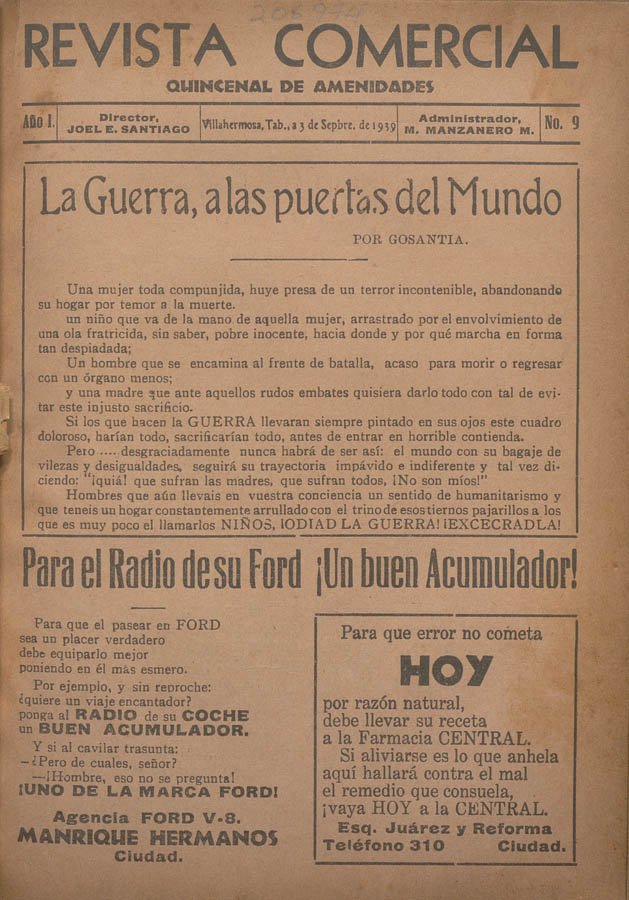 205974
REVISTA COMERCIAL
QUINCENAL DE AMENIDADES
Año I.
Director,
JOEL E. SANTIAGO
Villahermosa, Tab., a 3 de Sepbre. de 1939
Administrador,
M. MANZANERO M.
No. 9
La Guerra, a las puertas del Mundo
POR GOSANTIA.
Una mujer toda compunjida, huye presa de un terror incontenible, abandonando
su hogar por temor a la muerte.
un niño que va de la mano de aquella mujer, arrastrado por el envolvimiento de
una ola fratricida, sin saber, pobre inocente, hacia donde y por qué marcha en forma
tan despiadada;
Un hombre que se encamina al frente de batalla, acaso para morir o regresar
con un órgano menos;
y una madre que ante aquellos rudos embates quisiera darlo todo con tal de evi-
tar este injusto sacrificio.
Si los que hacen la GUERRA llevaran siempre pintado en sus ojos este cuadro
doloroso, harían todo, sacrificarían todo, antes de entrar en horrible contienda.
Pero .... desgraciadamente nunca habrá de ser así: el mundo con su bagaje de
vilezas y desigualdades, seguirá su trayectoria impávido e indiferente y tal vez di-
ciendo: "¡quiá! que sufran las madres, que sufran todos, ¡No son míos!"
Hombres que aún llevais en vuestra conciencia un sentido de humanitarismo y
que teneis un hogar constantemente arrullado con el trino de esos tiernos pajarillos a los
que es muy poco el llamarlos NIÑOS, ¡ODIAD LA GUERRA! ¡EXCECRADLA!
Para el Radio de su Ford ¡Un buen Acumulador!
Para que el pasear en FORD
sea un placer verdadero
debe equiparlo mejor
poniendo en él más esmero.
Por ejemplo, y sin reproche:
¿quiere un viaje encantador?
ponga al RADIO de su COCHE
un BUEN ACUMULADOR.
Y si al cavilar trasunta:
—¿Pero de cuales, señor?
—¡Hombre, eso no se pregunta!
¡UNO DE LA MARCA FORD!
Agencia FORD V-8.
MANRIQUE HERMANOS
Ciudad.
Para que error no cometa
HOY
por razón natural,
debe llevar su receta
a la Farmacia CENTRAL.
Si aliviarse es lo que anhela
aquí hallará contra el mal
el remedio que consuela,
¡vaya HOY a la CENTRAL.
Esq. Juárez y Reforma
Teléfono 310 Ciudad.